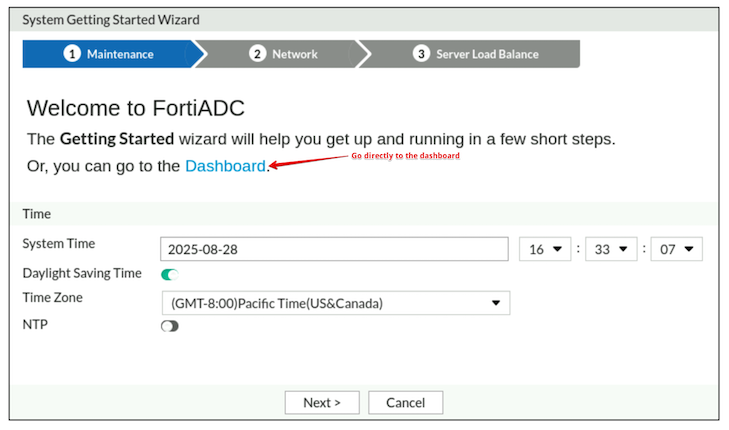 System Getting Started Wizard
1 Maintenance 2 Network 3 Server Load Balance
Welcome to FortiADC
The Getting Started wizard will help you get up and running in a few short steps.
Or, you can go to the Dashboard. Go directly to the dashboard
Time
System Time 2025-08-28 16 : 33 : 07
Daylight Saving Time
Time Zone (GMT-8:00)Pacific Time(US&Canada)
NTP
Next > Cancel